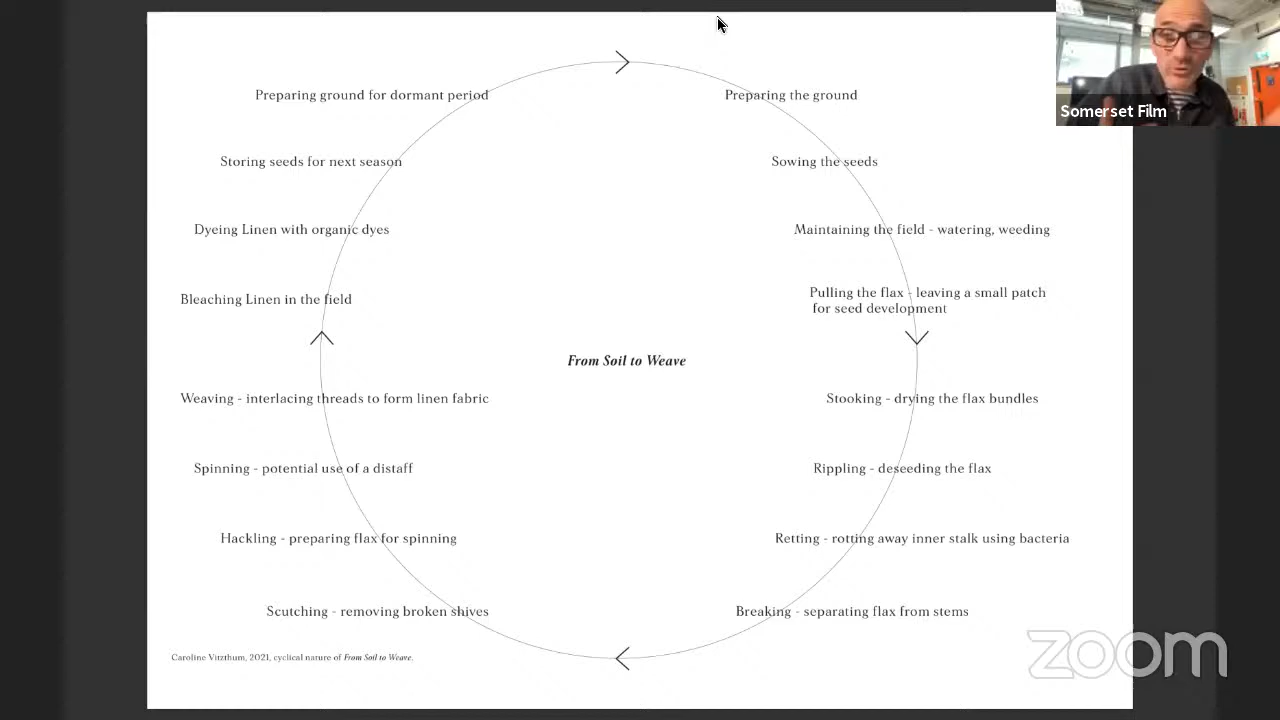 Preparing the ground
Sowing the seeds
Maintaining the field - watering, weeding
Pulling the flax - leaving a small patch
for seed development
Stooking - drying the flax bundles
Rippling - deseeding the flax
Retting - rotting away inner stalk using bacteria
Breaking - separating flax from stems
Scutching - removing broken shives
Hackling - preparing flax for spinning
Spinning - potential use of a distaff
Weaving - interlacing threads to form linen fabric
Bleaching Linen in the field
Dyeing Linen with organic dyes
Storing seeds for next season
Preparing ground for dormant period
From Soil to Weave
Caroline Vitzthum, 2021, cyclical nature of From Soil to Weave.
Somerset Film
zoom